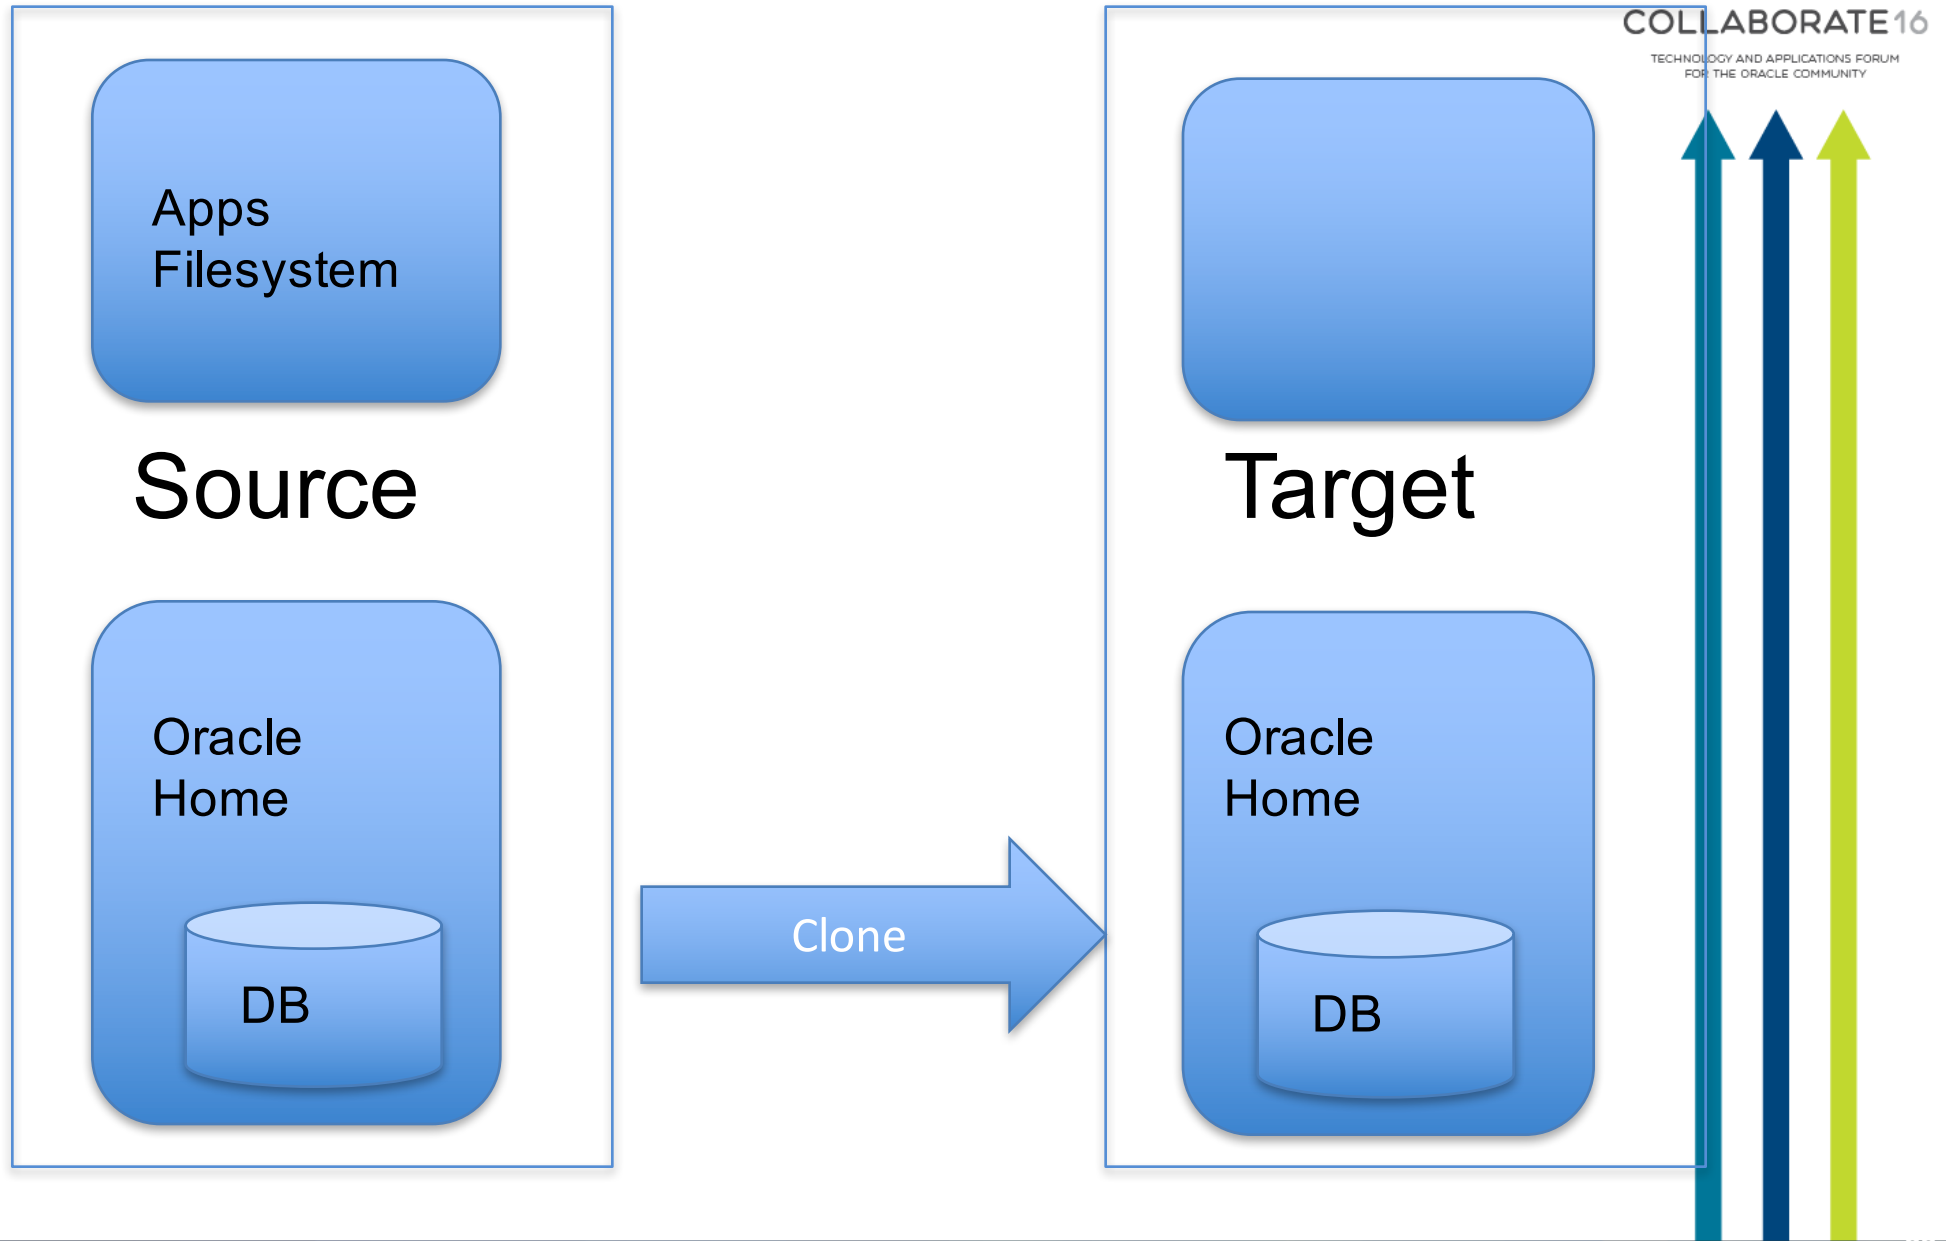 COLLABORATE16
TECHNOLOGY AND APPLICATIONS FORUM
FOR THE ORACLE COMMUNITY
Apps
Filesystem
Source
Target
Oracle
Home
DB
Clone
Oracle
Home
DB